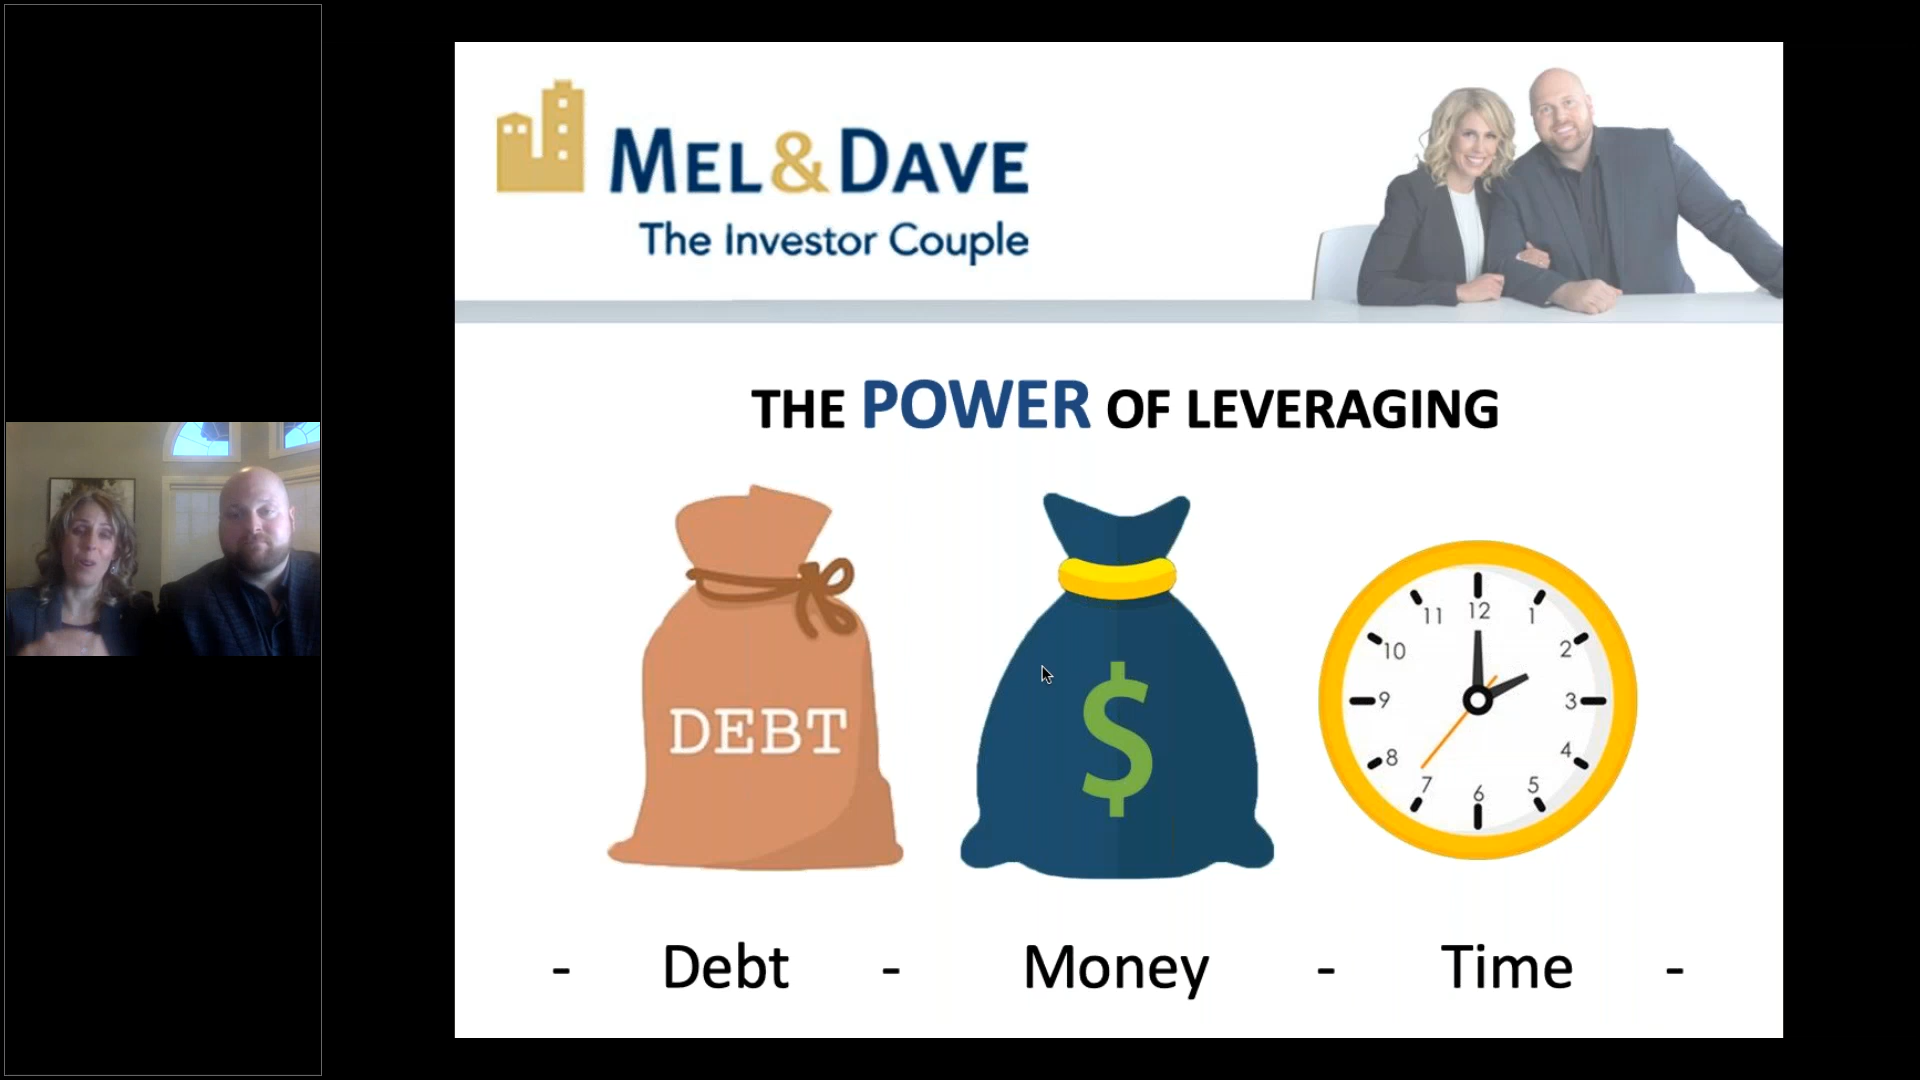 MEL&DAVE
The Investor Couple
THE POWER OF LEVERAGING
DEBT
$
12
11
1
10
2
9
3
8
4
7
5
6
- Debt - Money - Time -